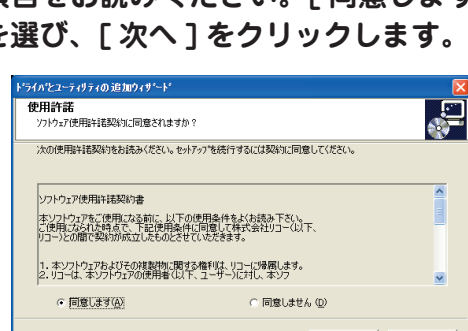 項目をお読みください。[ 同意します
を選び、[ 次へ ] をクリックします。
ﾄﾞﾗｲﾊﾞとﾕｰﾃｨﾘﾃｨの追加ｳｨｻﾞｰﾄﾞ
使用許諾
ｿﾌﾄｳｪｱ使用許諾契約に同意されますか？
次の使用許諾契約をお読みください。ｾｯﾄｱｯﾌﾟを続行するには契約に同意してください。
ソフトウェア使用許諾契約書
本ソフトウェアをご使用になる前に、以下の使用条件をよくお読み下さい。
ご使用になられた時点で、下記使用条件に同意して株式会社リコー（以下、
リコー）との間で契約が成立したものとさせていただきます。
1. 本ソフトウェアおよびその複製物に関する権利は、リコーに帰属します。
2. リコーは、本ソフトウェアの使用者（以下、ユーザー）に対し、本ソフ
同意します(A) 同意しません (D)